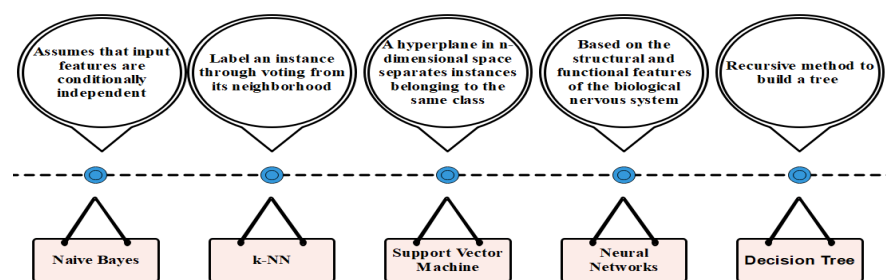 Assumes that input
features are
conditionally
independent
Label an instance
through voting from
its neighborhood
A hyperplane in n-
dimensional space
separates instances
belonging to the
same class
Based on the
structural and
functional features
of the biological
nervous system
Recursive method to
build a tree
Naive Bayes
k-NN
Support Vector
Machine
Neural
Networks
Decision Tree